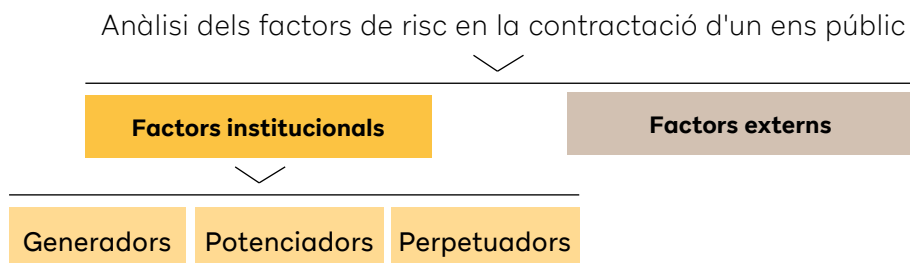 Anàlisi dels factors de risc en la contractació d'un ens públic
Factors institucionals
Factors externs
Generadors
Potenciadors
Perpetuadors